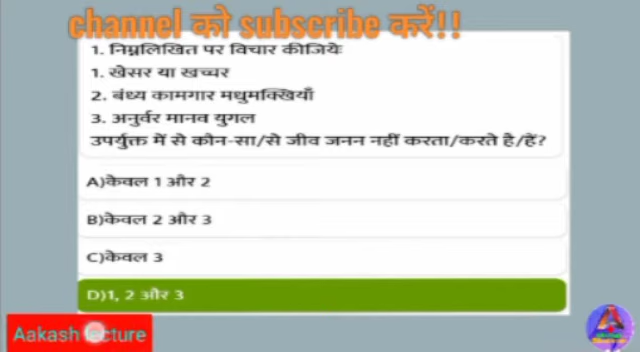 channel को subscribe करें!!
1. निम्नलिखित पर विचार कीजियेः
1. खेसर या खच्चर
2. बंध्य कामगार मधुमक्खियाँ
3. अनुर्वर मानव युगल
उपर्युक्त में से कौन-सा/से जीव जनन नहीं करता/करते है/हैं?
A)केवल 1 और 2
B)केवल 2 और 3
C)केवल 3
D)1, 2 और 3
Aakash lecture